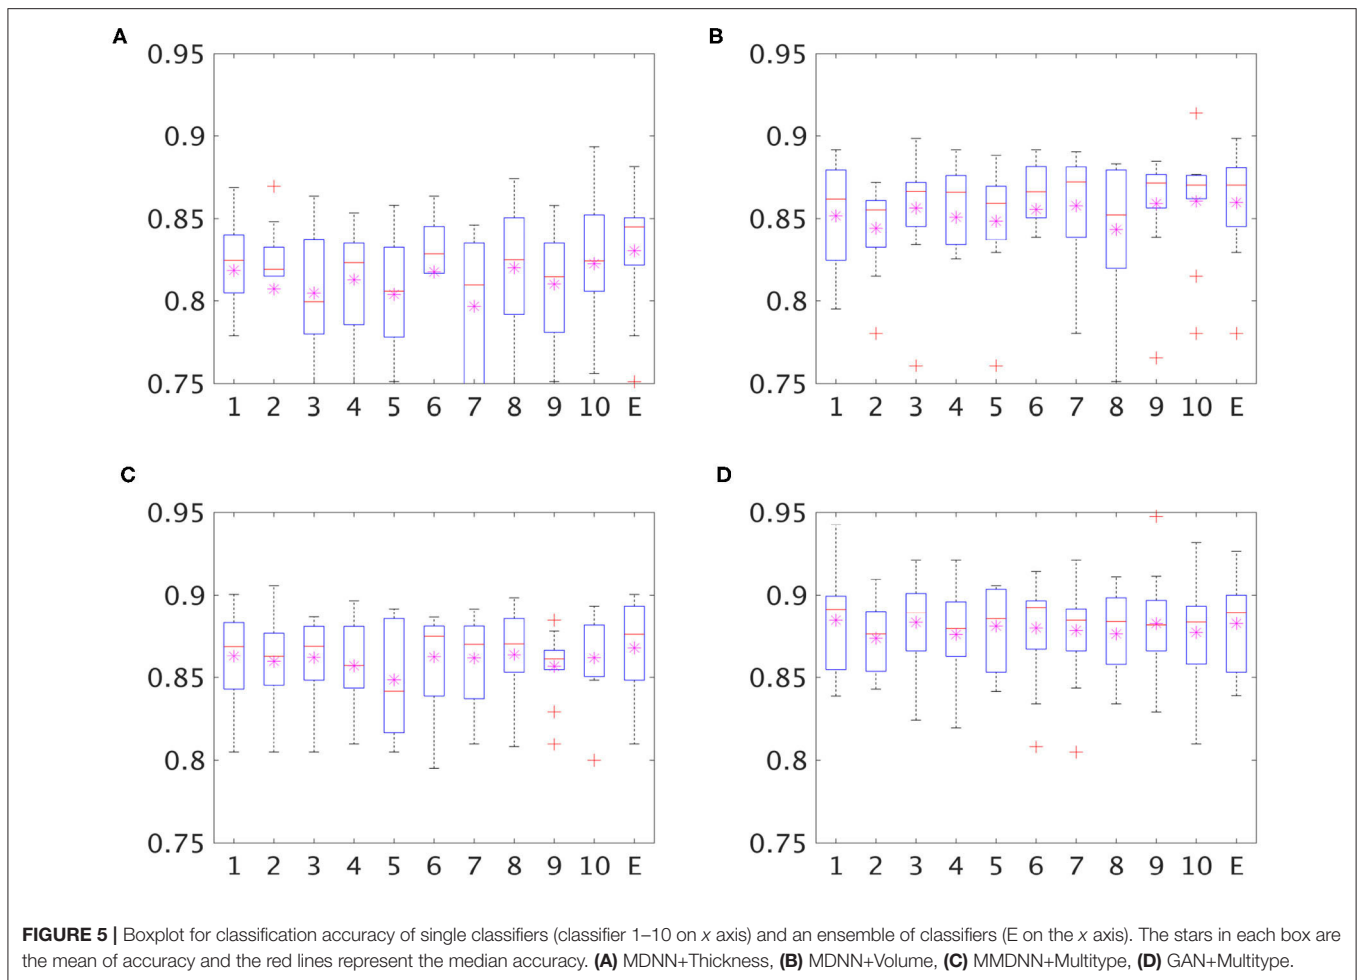 A
0.95
0.9
0.85
0.8
0.75
1 2 3 4 5 6 7 8 9 10 E
B
0.95
0.9
0.85
0.8
0.75
1 2 3 4 5 6 7 8 9 10 E
C
0.95
0.9
0.85
0.8
0.75
1 2 3 4 5 6 7 8 9 10 E
D
0.95
0.9
0.85
0.8
0.75
1 2 3 4 5 6 7 8 9 10 E
FIGURE 5 | Boxplot for classification accuracy of single classifiers (classifier 1–10 on x axis) and an ensemble of classifiers (E on the x axis). The stars in each box are
the mean of accuracy and the red lines represent the median accuracy. (A) MDNN+Thickness, (B) MDNN+Volume, (C) MMDNN+Multitype, (D) GAN+Multitype.